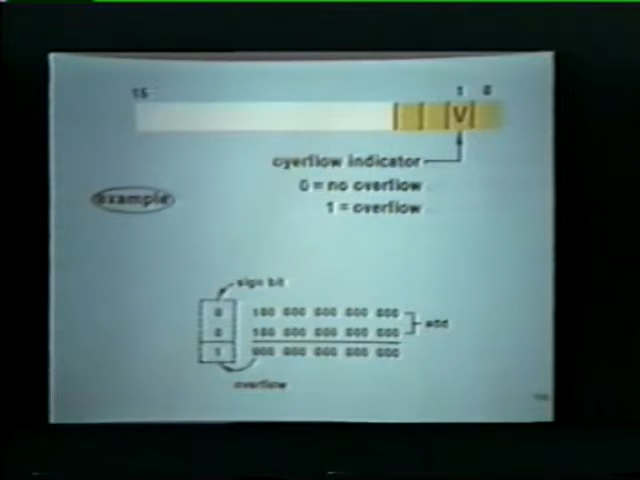 15 1 0
V
overflow indicator
0 = no overflow
1 = overflow
example
sign bit
0 100 000 000 000 000
0 100 000 000 000 000
add
1 000 000 000 000 000
overflow